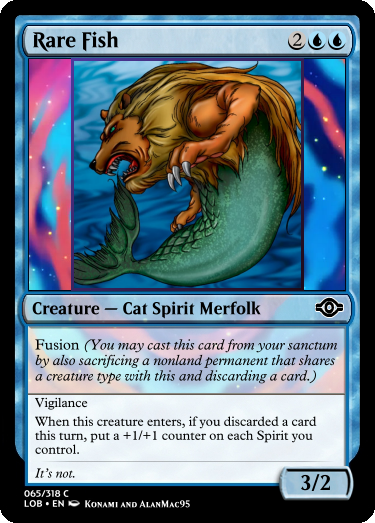 Rare Fish 2
Creature — Cat Spirit Merfolk
Fusion (You may cast this card from your sanctum
by also sacrificing a nonland permanent that shares
a creature type with this and discarding a card.)
Vigilance
When this creature enters, if you discarded a card
this turn, put a +1/+1 counter on each Spirit you
control.
It's not.
3/2
065/318 C
LOB • EN Konami and AlanMac95